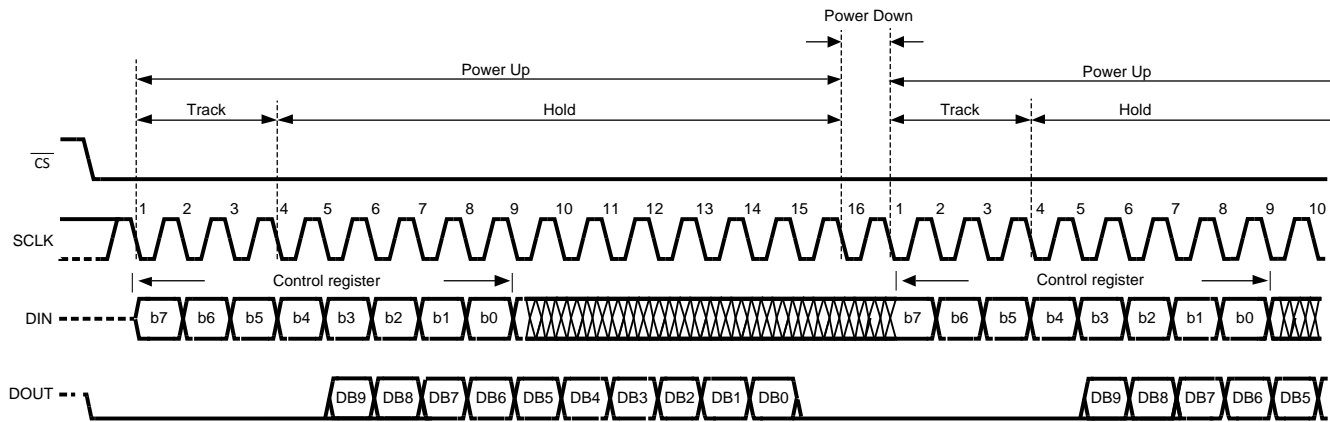 Power Down
Power Up Power Up
Track Hold Track Hold
CS
1 2 3 4 5 6 7 8 9 10 11 12 13 14 15 16 1 2 3 4 5 6 7 8 9 10
SCLK
Control register Control register
DIN b7 b6 b5 b4 b3 b2 b1 b0 b7 b6 b5 b4 b3 b2 b1 b0
DOUT DB9 DB8 DB7 DB6 DB5 DB4 DB3 DB2 DB1 DB0 DB9 DB8 DB7 DB6 DB5